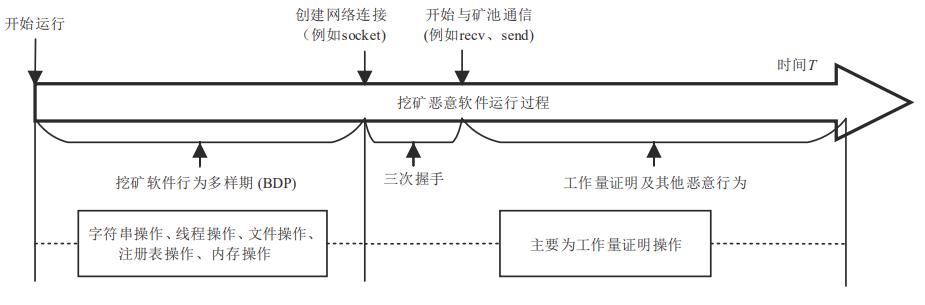 开始运行
创建网络连接
（例如socket)
开始与矿池通信
(例如recv、send)
时间T
挖矿恶意软件运行过程
挖矿软件行为多样期 (BDP)
三次握手
工作量证明及其他恶意行为
字符串操作、线程操作、文件操作、
注册表操作、内存操作
主要为工作量证明操作